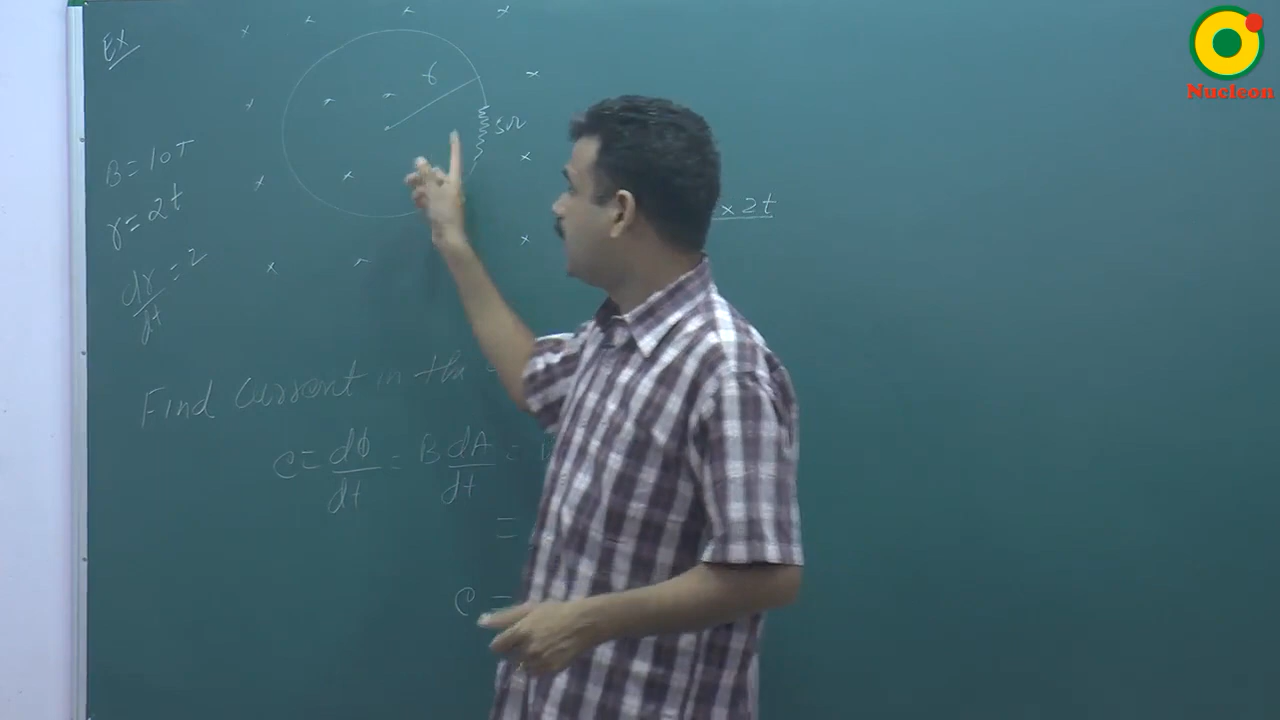 Ex
r
5Ω
B = 10T
r = 2t
dr/dt = 2
x 2t
Find Current in the
e = dφ/dt = B dA/dt =
=
e =
Nucleon